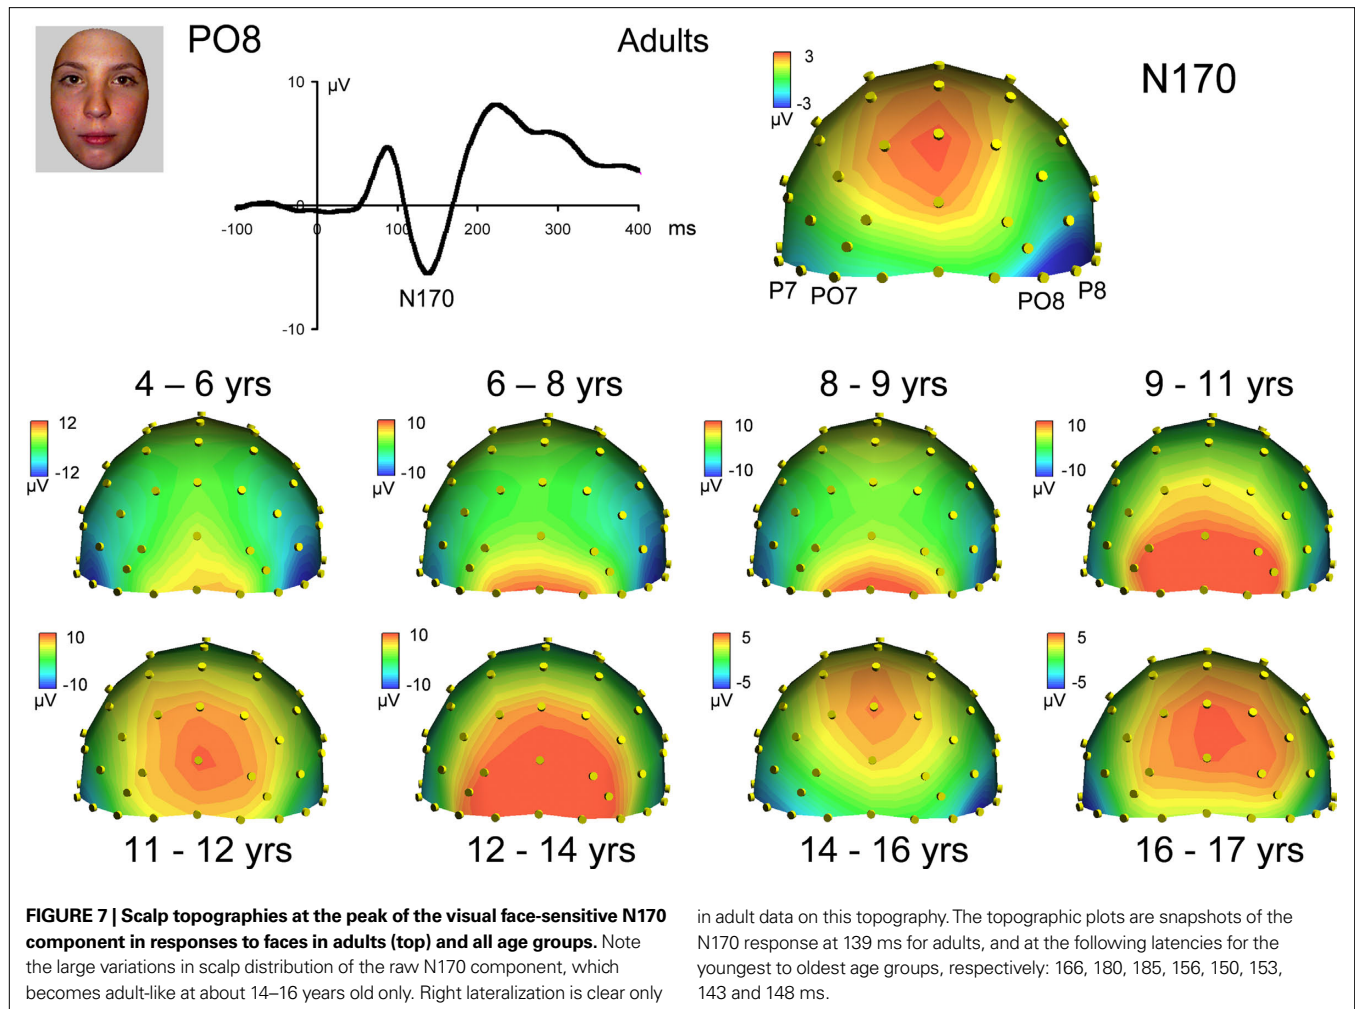 PO8
Adults
N170
10
µV
0
-100
0
100
200
300
400
ms
-10
N170
3
-3
µV
P7
PO7
PO8
P8
4 – 6 yrs
6 – 8 yrs
8 - 9 yrs
9 - 11 yrs
12
-12
µV
10
-10
µV
10
-10
µV
10
-10
µV
10
-10
µV
10
-10
µV
5
-5
µV
5
-5
µV
11 - 12 yrs
12 - 14 yrs
14 - 16 yrs
16 - 17 yrs
FIGURE 7 | Scalp topographies at the peak of the visual face-sensitive N170
component in responses to faces in adults (top) and all age groups. Note
the large variations in scalp distribution of the raw N170 component, which
becomes adult-like at about 14–16 years old only. Right lateralization is clear only
in adult data on this topography. The topographic plots are snapshots of the
N170 response at 139 ms for adults, and at the following latencies for the
youngest to oldest age groups, respectively: 166, 180, 185, 156, 150, 153,
143 and 148 ms.